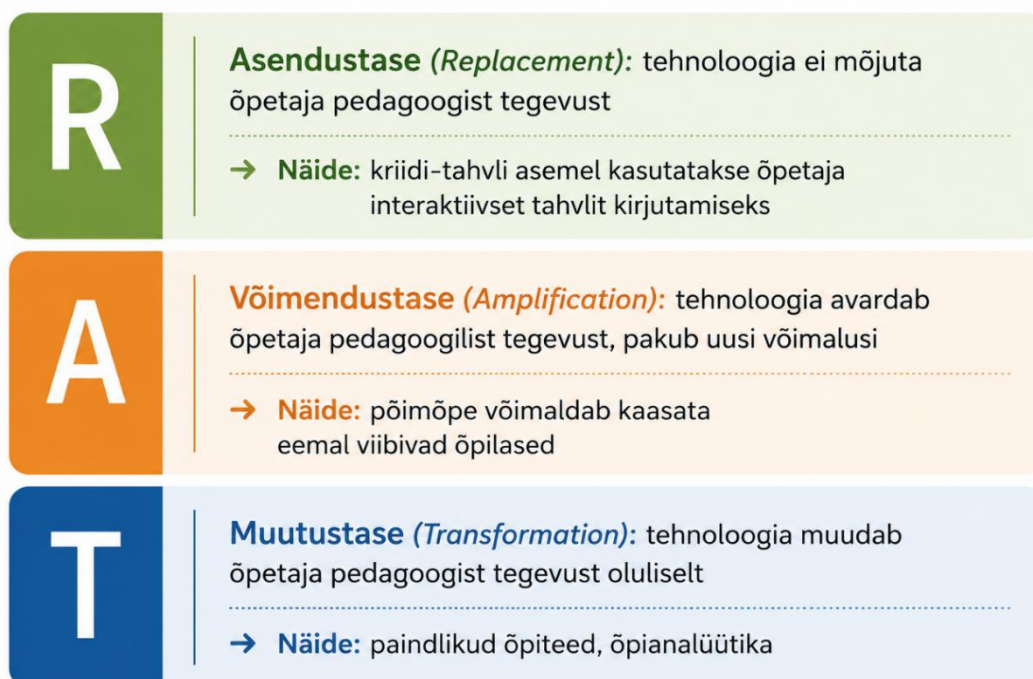 R
Asendustase (Replacement): tehnoloogia ei mõjuta
õpetaja pedagoogist tegevust
→ Näide: kriidi-tahvli asemel kasutatakse õpetaja
interaktiivset tahvlit kirjutamiseks
A
Võimendustase (Amplification): tehnoloogia avardab
õpetaja pedagoogilist tegevust, pakub uusi võimalusi
→ Näide: põimõpe võimaldab kaasata
eemal viibivad õpilased
T
Muutustase (Transformation): tehnoloogia muudab
õpetaja pedagoogist tegevust oluliselt
→ Näide: paindlikud õpiteed, õpianalüütika